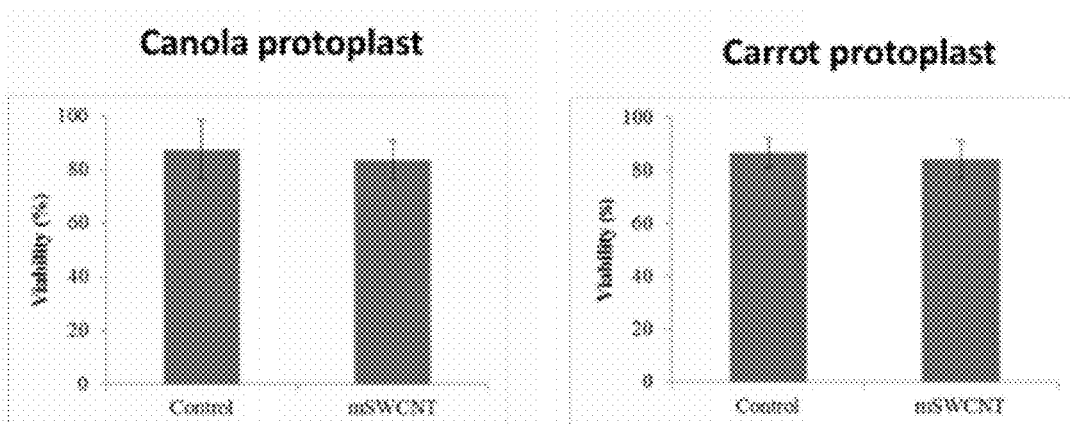 Canola protoplast
100
80
60
40
20
0
Viability (%)
Control
mSWCNT
Carrot protoplast
100
80
60
40
20
0
Viability (%)
Control
mSWCNT